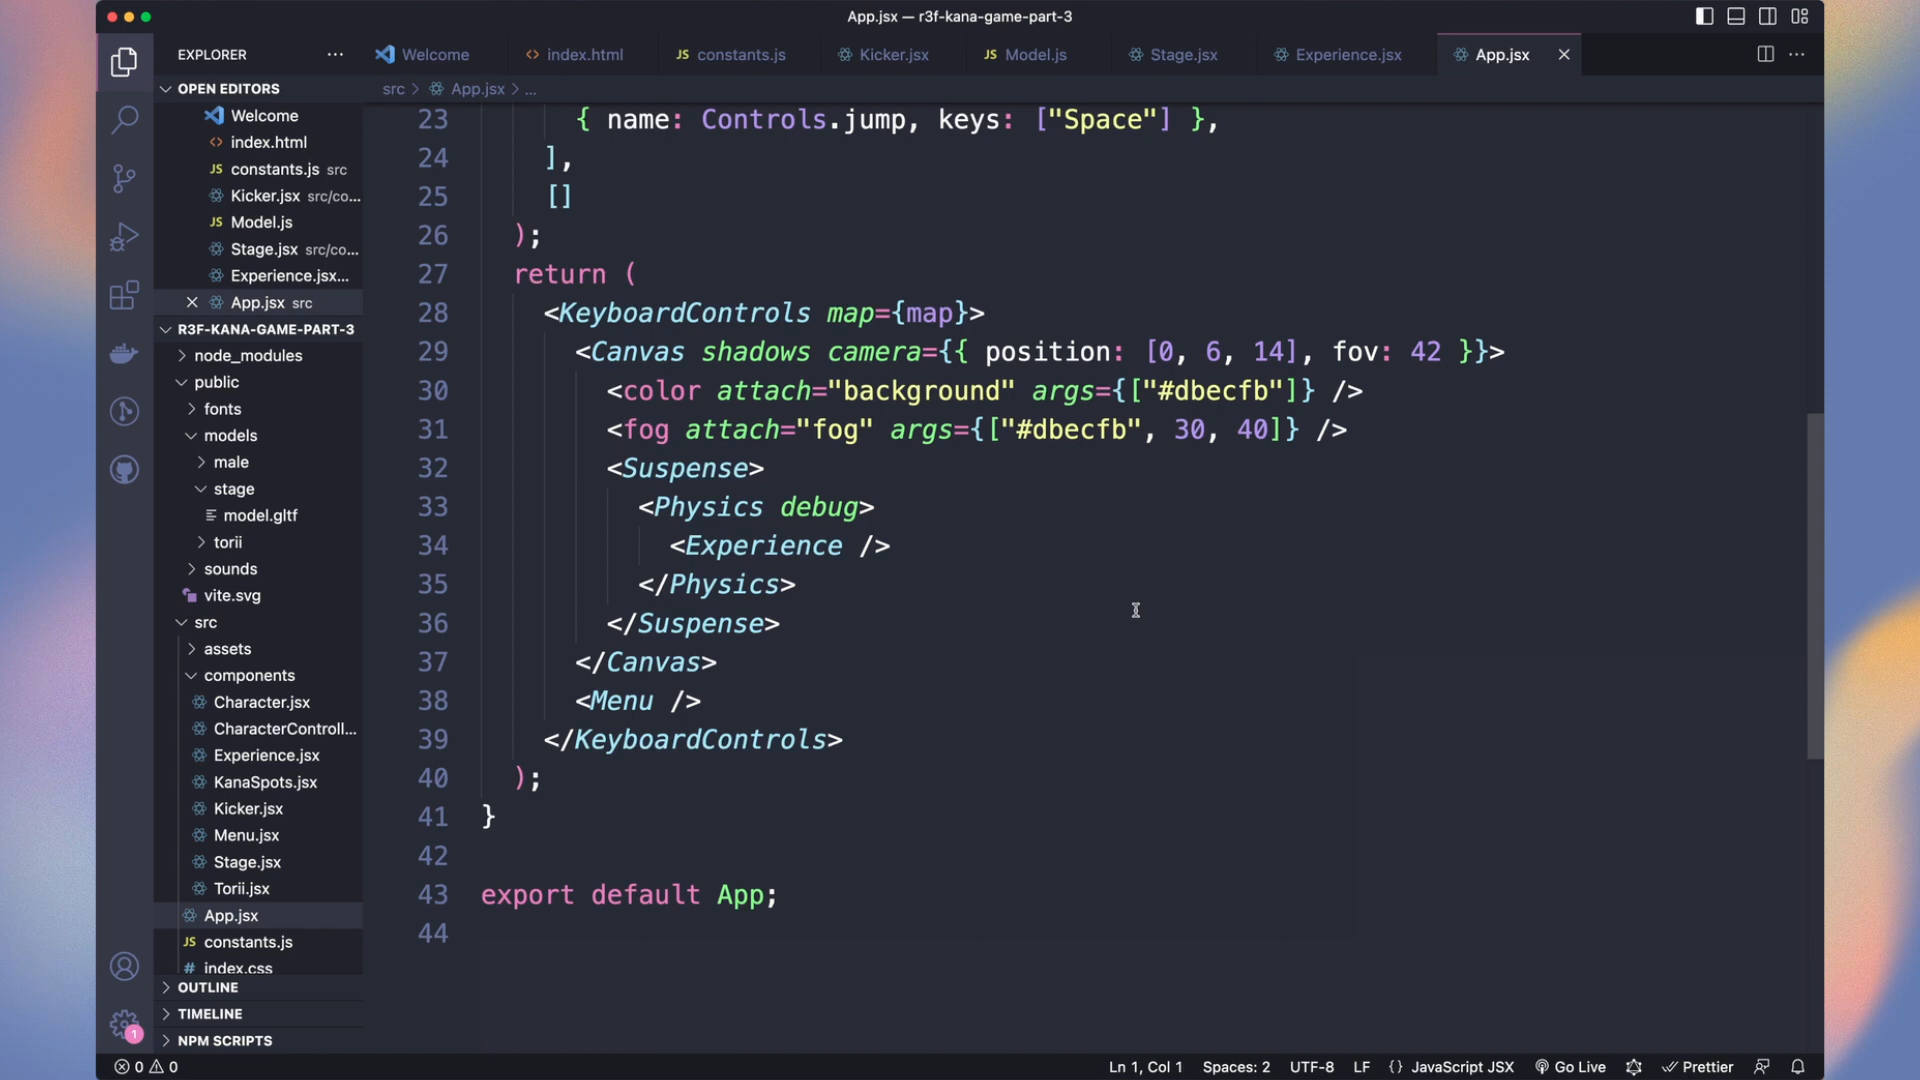 App.jsx — r3f-kana-game-part-3
EXPLORER
Welcome
index.html
JS constants.js
Kicker.jsx
JS Model.js
Stage.jsx
Experience.jsx
App.jsx
OPEN EDITORS
Welcome
index.html
JS constants.js src
Kicker.jsx src/co...
JS Model.js
Stage.jsx src/co...
Experience.jsx...
App.jsx src
R3F-KANA-GAME-PART-3
node_modules
public
fonts
models
male
stage
model.gltf
torii
sounds
vite.svg
src
assets
components
Character.jsx
CharacterControll...
Experience.jsx
KanaSpots.jsx
Kicker.jsx
Menu.jsx
Stage.jsx
Torii.jsx
App.jsx
JS constants.js
# index.css
OUTLINE
TIMELINE
NPM SCRIPTS
1
src > App.jsx > ...
23 { name: Controls.jump, keys: ["Space"] },
24 ],
25 []
26 );
27 return (
28 <KeyboardControls map={map}>
29 <Canvas shadows camera={{ position: [0, 6, 14], fov: 42 }}>
30 <color attach="background" args={["#dbecfb"]} />
31 <fog attach="fog" args={["#dbecfb", 30, 40]} />
32 <Suspense>
33 <Physics debug>
34 <Experience />
35 </Physics>
36 </Suspense>
37 </Canvas>
38 <Menu />
39 </KeyboardControls>
40 );
41 }
42
43 export default App;
44
0 0
Ln 1, Col 1
Spaces: 2
UTF-8
LF
{} JavaScript JSX
Go Live
Prettier